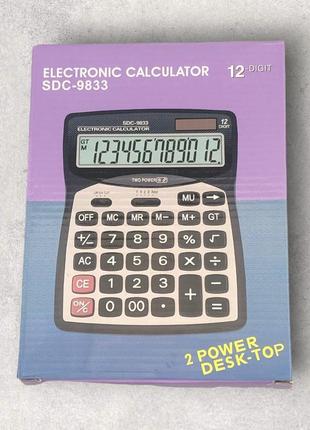 ELECTRONIC CALCULATOR 12-DIGIT
SDC-9833
SDC-9833
ELECTRONIC CALCULATOR
12
DIGIT
GT
M
123456789012.
TWO POWER
MU →
OFF MC MR M− M+ GT
+/− 7 8 9 % √
AC 4 5 6 × ÷
CE 1 2 3 + −
ON/C 0 00 · =
2 POWER
DESK-TOP